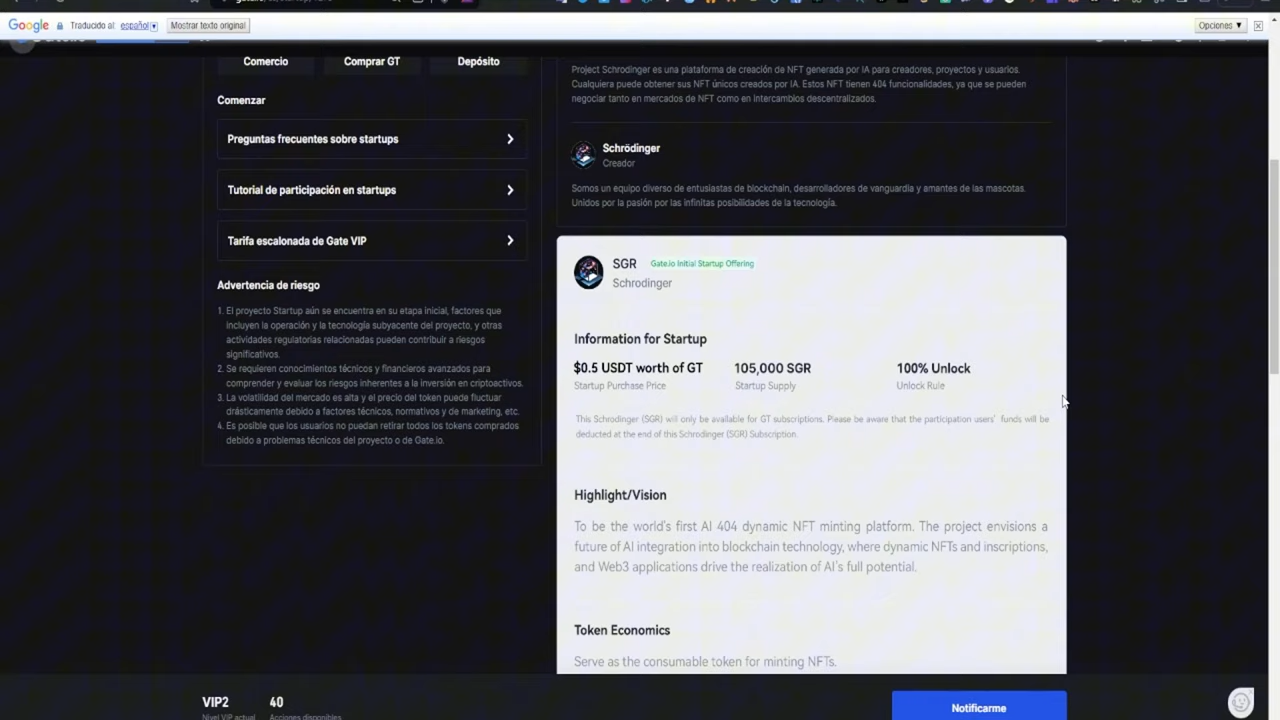 Google Traducido al español Mostrar texto original Opciones ▼
Comercio Comprar GT Depósito
Comenzar
Preguntas frecuentes sobre startups
Tutorial de participación en startups
Tarifa escalonada de Gate VIP
Advertencia de riesgo
1. El proyecto Startup aún se encuentra en su etapa inicial, factores que
incluyen la operación y la tecnología subyacente del proyecto, y otras
actividades regulatorias relacionadas pueden contribuir a riesgos
significativos.
2. Se requieren conocimientos técnicos y financieros avanzados para
comprender y evaluar los riesgos inherentes a la inversión en criptoactivos.
3. La volatilidad del mercado es alta y el precio del token puede fluctuar
drásticamente debido a factores técnicos, normativos y de marketing, etc.
4. Es posible que los usuarios no puedan retirar todos los tokens comprados
debido a problemas técnicos del proyecto o de Gate.io.
Project Schrodinger es una plataforma de creación de NFT generada por IA para creadores, proyectos y usuarios.
Cualquiera puede obtener sus NFT únicos creados por IA. Estos NFT tienen 404 funcionalidades, ya que se pueden
negociar tanto en mercados de NFT como en intercambios descentralizados.
Schrödinger
Creador
Somos un equipo diverso de entusiastas de blockchain, desarrolladores de vanguardia y amantes de las mascotas.
Unidos por la pasión por las infinitas posibilidades de la tecnología.
SGR Gate.io Initial Startup Offering
Schrodinger
Information for Startup
$0.5 USDT worth of GT 105,000 SGR 100% Unlock
Startup Purchase Price Startup Supply Unlock Rule
This Schrodinger (SGR) will only be available for GT subscriptions. Please be aware that the participation users' funds will be
deducted at the end of this Schrodinger (SGR) Subscription.
Highlight/Vision
To be the world's first AI 404 dynamic NFT minting platform. The project envisions a
future of AI integration into blockchain technology, where dynamic NFTs and inscriptions,
and Web3 applications drive the realization of AI's full potential.
Token Economics
Serve as the consumable token for minting NFTs.
VIP2 40
Nivel VIP actual Acciones disponibles
Notificarme